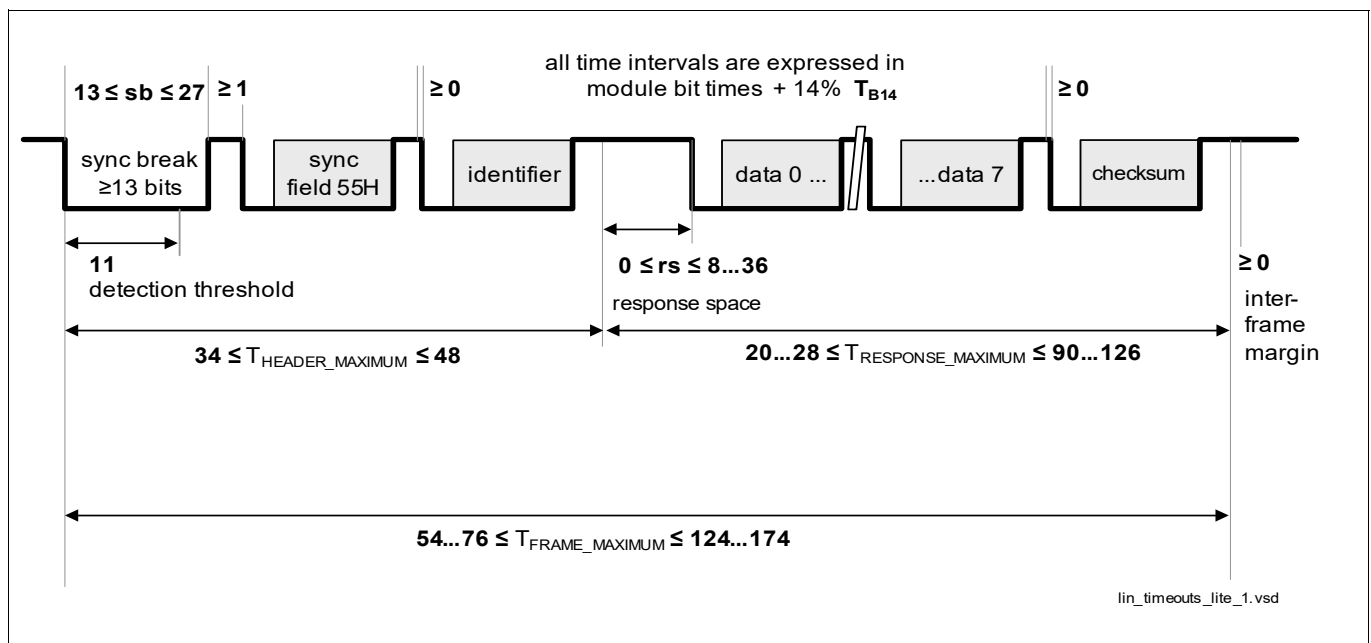 all time intervals are expressed in
module bit times + 14% T_B14
13 ≤ sb ≤ 27
≥ 1
≥ 0
≥ 0
sync break
≥13 bits
sync
field 55H
identifier
data 0 ...
...data 7
checksum
11
detection threshold
0 ≤ rs ≤ 8...36
response space
≥ 0
inter-
frame
margin
34 ≤ T_HEADER_MAXIMUM ≤ 48
20...28 ≤ T_RESPONSE_MAXIMUM ≤ 90...126
54...76 ≤ T_FRAME_MAXIMUM ≤ 124...174
lin_timeouts_lite_1.vsd